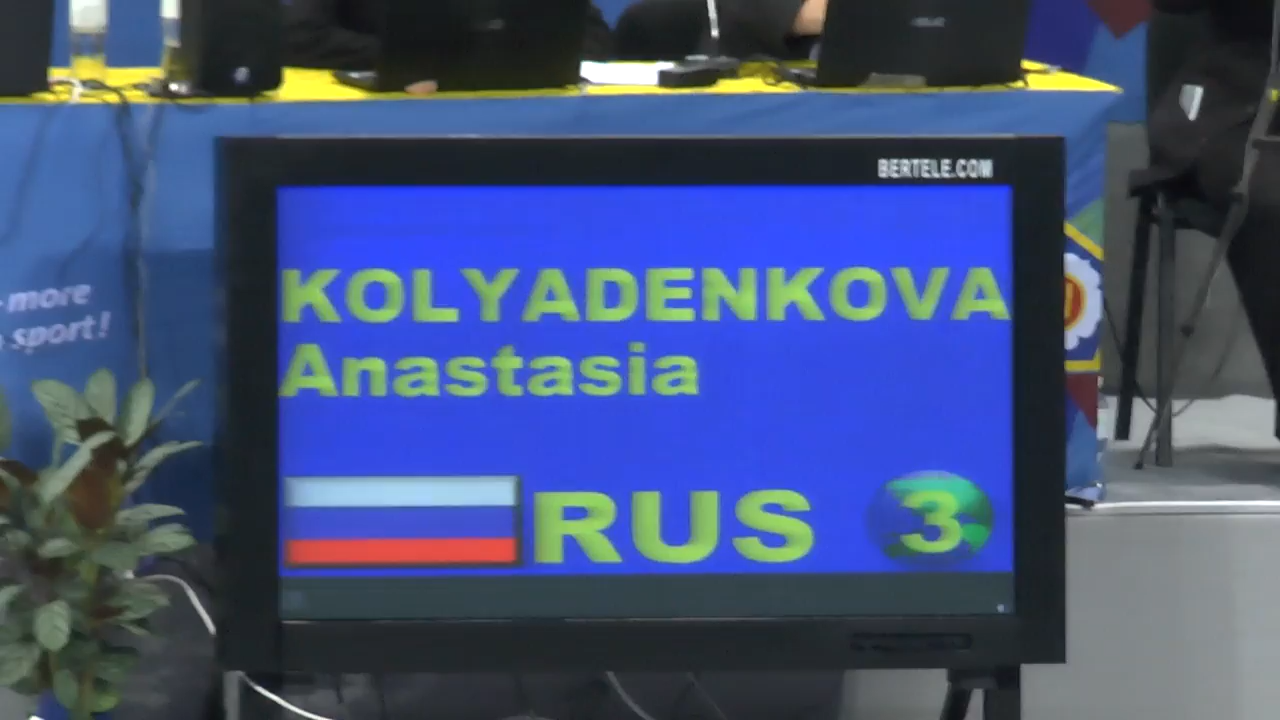 BERTELE.COM
KOLYADENKOVA
Anastasia
RUS 3
more
sport!